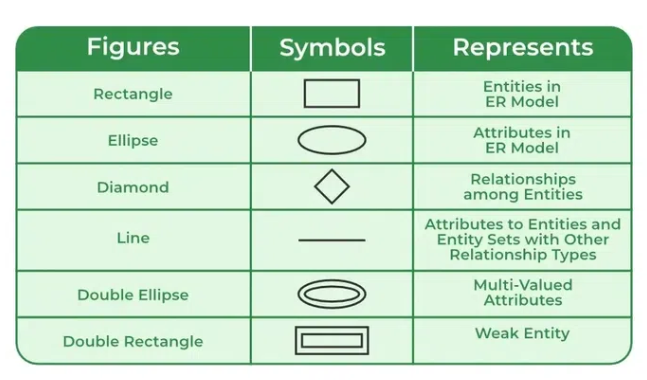 Figures
Symbols
Represents
Rectangle
Entities in
ER Model
Ellipse
Attributes in
ER Model
Diamond
Relationships
among Entities
Line
Attributes to Entities and
Entity Sets with Other
Relationship Types
Double Ellipse
Multi-Valued
Attributes
Double Rectangle
Weak Entity